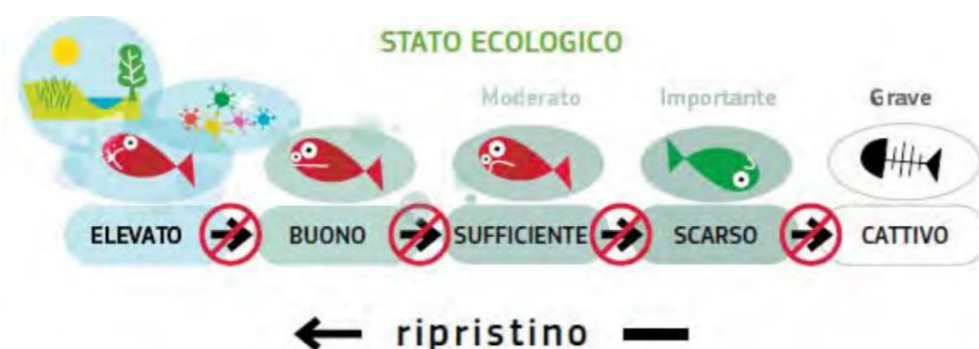 STATO ECOLOGICO
Moderato Importante Grave
ELEVATO BUONO SUFFICIENTE SCARSO CATTIVO
ripristino